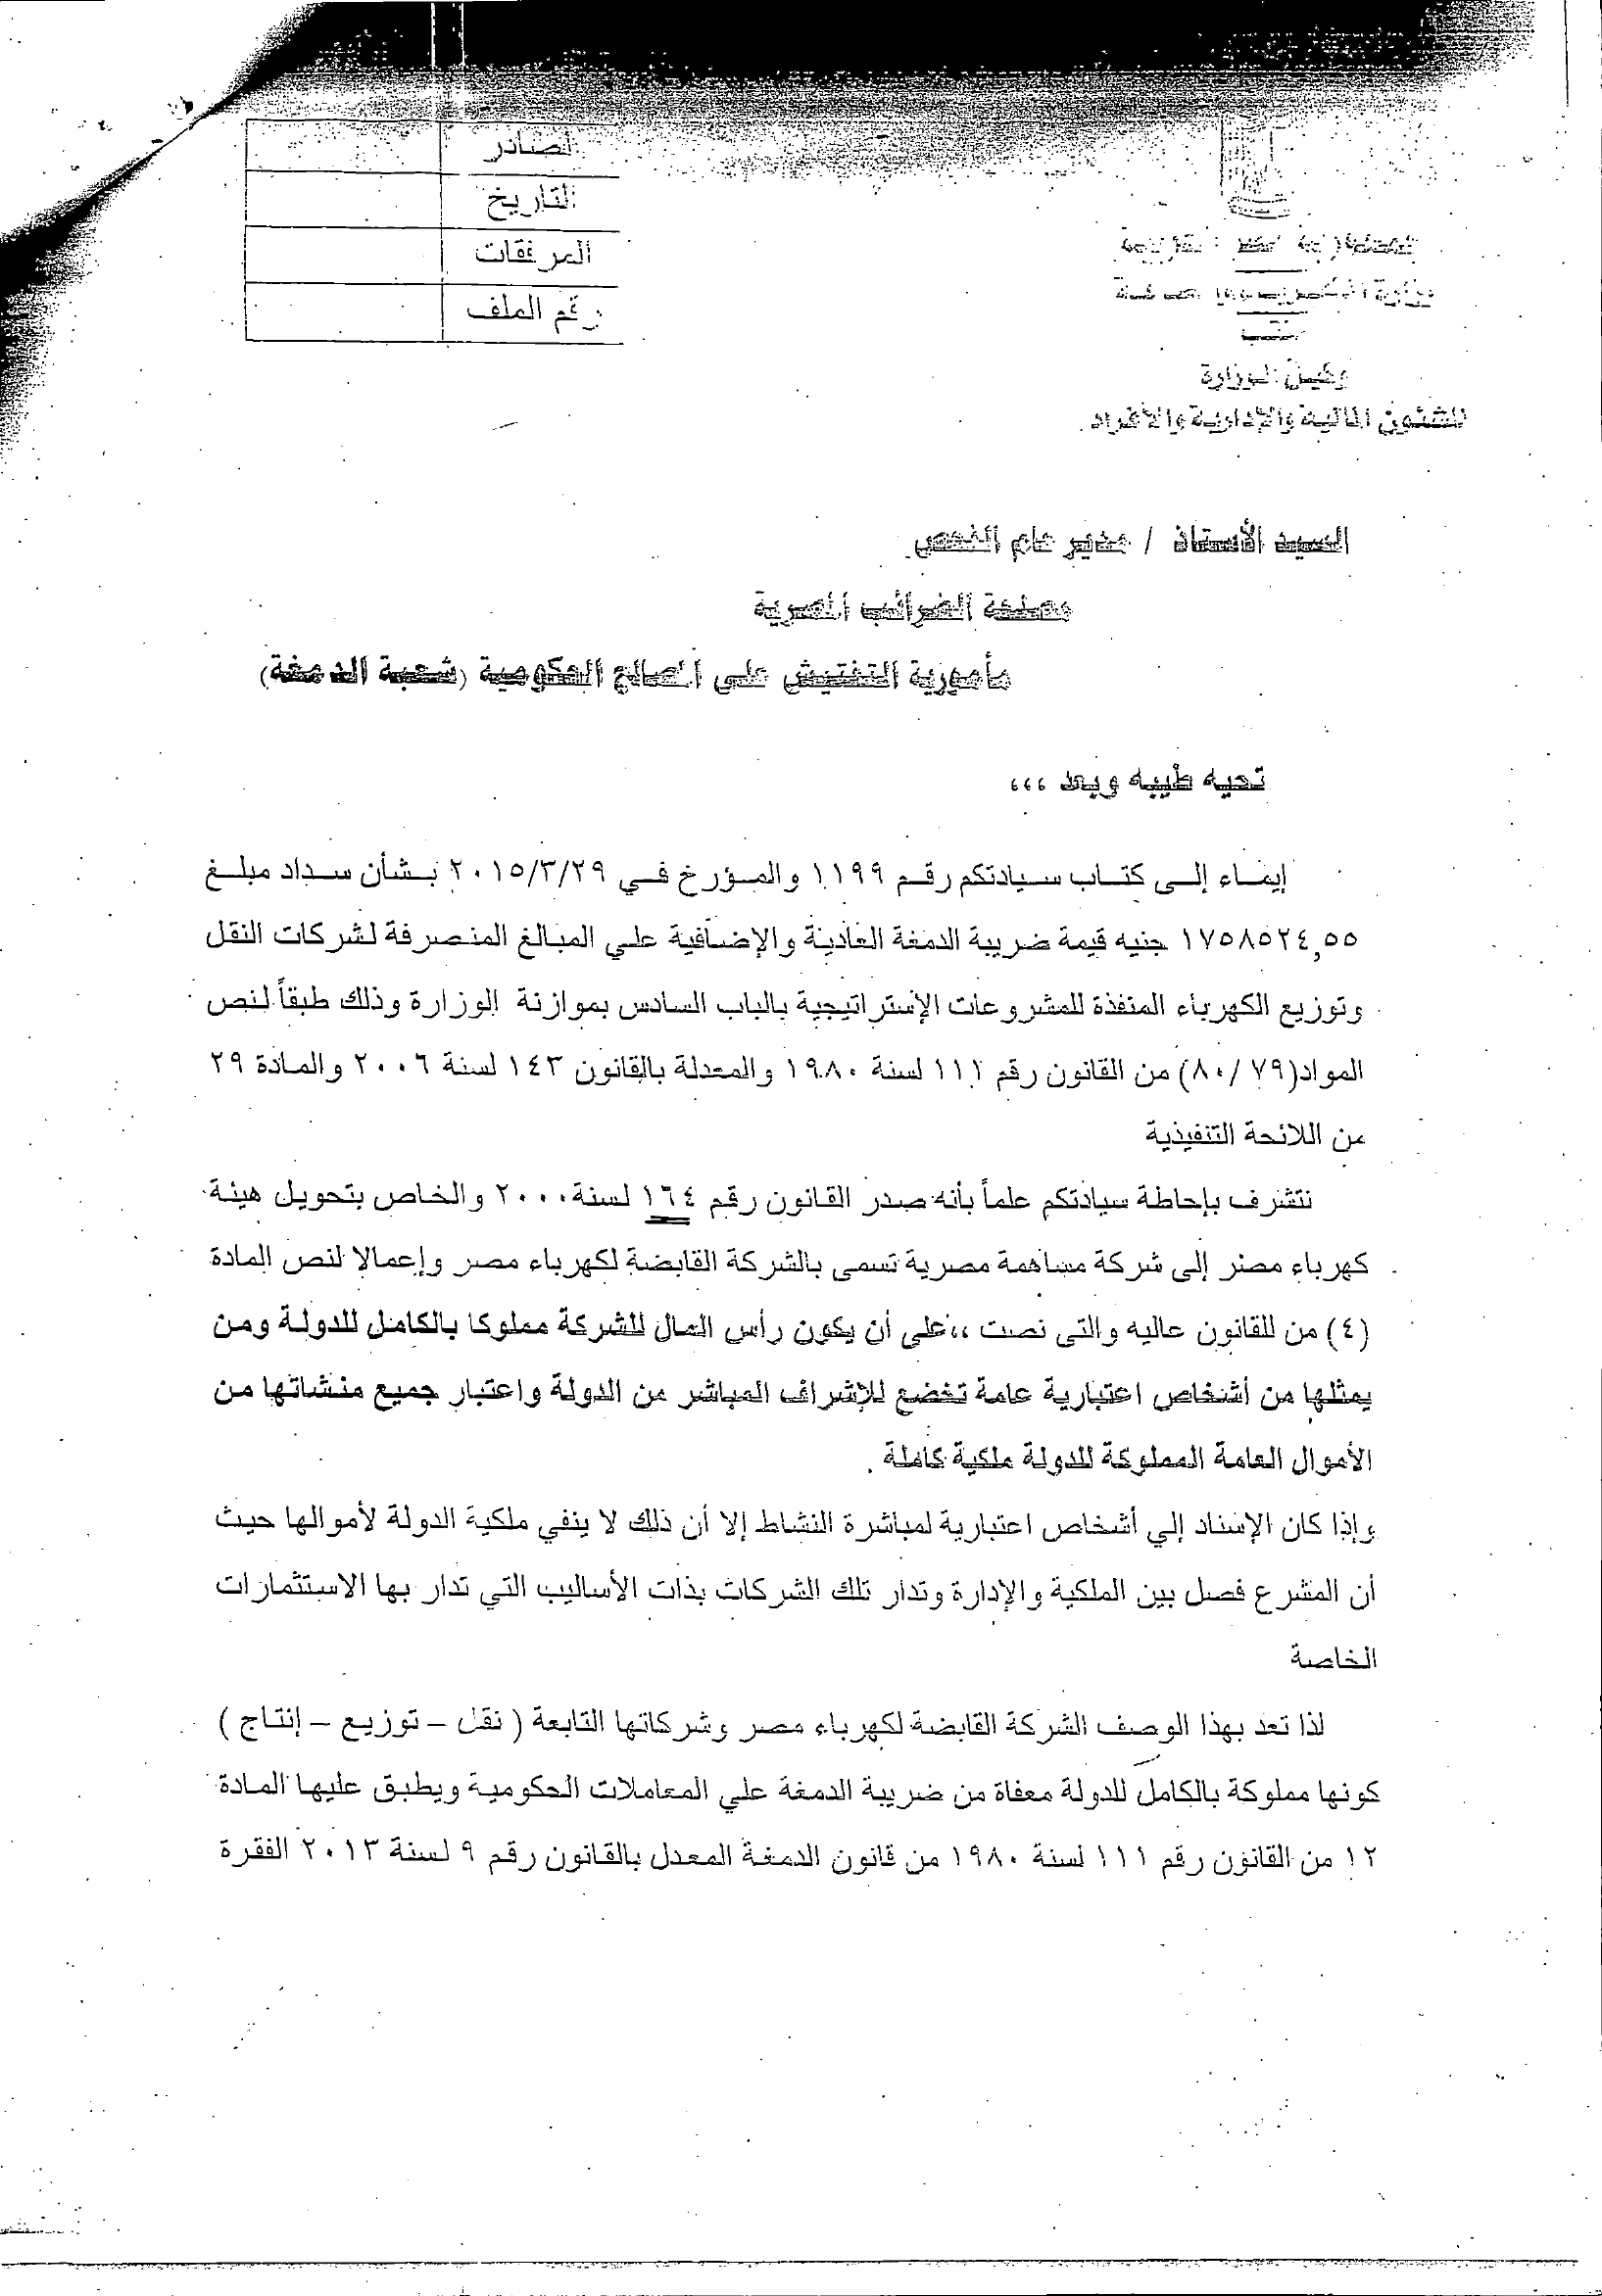 الصادر
التاريخ
المرفقات
رقم الملف
وكيل الوزارة
للشئون المالية والإدارية والأفراد
السيد الأستاذ / مدير عام الفحص
مصلحة الضرائب المصرية
مأمورية التفتيش على المصالح الحكومية (شعبة الدمغة)
تحيه طيبه وبعد ،،،
إيماء إلى كتاب سيادتكم رقم ١١٩٩ والمؤرخ في ٢٠١٥/٣/٢٩ بشأن سداد مبلغ
١٧٥٨٥٢٤,٥٥ جنيه قيمة ضريبة الدمغة العادية والإضافية علي المبالغ المنصرفة لشركات النقل
وتوزيع الكهرباء المنفذة للمشروعات الإستراتيجية بالباب السادس بموازنة الوزارة وذلك طبقاً لنص
المواد(٨٠/٧٩) من القانون رقم ١١١ لسنة ١٩٨٠ والمعدلة بالقانون ١٤٣ لسنة ٢٠٠٦ والمادة ٢٩
من اللائحة التنفيذية
نتشرف بإحاطة سيادتكم علماً بأنه صدر القانون رقم ١٦٤ لسنة ٢٠٠٠ والخاص بتحويل هيئة
كهرباء مصر إلى شركة مساهمة مصرية تسمى بالشركة القابضة لكهرباء مصر وإعمالا لنص المادة
(٤) من القانون عاليه والتى نصت ،،على أن يكون رأس المال للشركة مملوكا بالكامل للدولة ومن
يمثلها من أشخاص اعتبارية عامة تخضع للإشراف المباشر من الدولة واعتبار جميع منشاتها من
الأموال العامة المملوكة للدولة ملكية كاملة .
وإذا كان الإسناد إلي أشخاص اعتبارية لمباشرة النشاط إلا أن ذلك لا ينفي ملكية الدولة لأموالها حيث
أن المشرع فصل بين الملكية والإدارة وتدار تلك الشركات بذات الأساليب التي تدار بها الاستثمارات
الخاصة
لذا تعد بهذا الوصف الشركة القابضة لكهرباء مصر وشركاتها التابعة ( نقل – توزيع – إنتاج )
كونها مملوكة بالكامل للدولة معفاة من ضريبة الدمغة علي المعاملات الحكومية ويطبق عليها المادة
١٢ من القانون رقم ١١١ لسنة ١٩٨٠ من قانون الدمغة المعدل بالقانون رقم ٩ لسنة ٢٠١٣ الفقرة